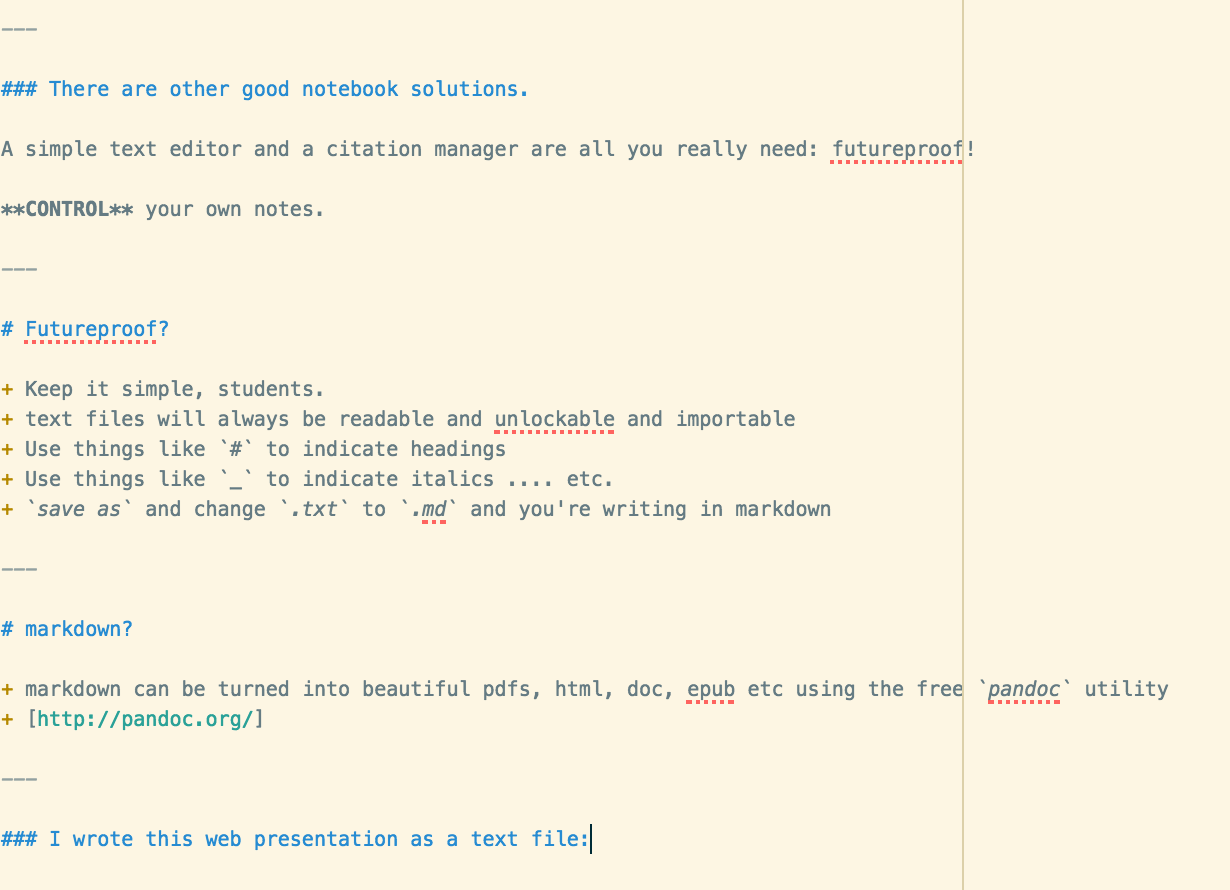 ---
### There are other good notebook solutions.
A simple text editor and a citation manager are all you really need: futureproof!
**CONTROL** your own notes.
---
# Futureproof?
+ Keep it simple, students.
+ text files will always be readable and unlockable and importable
+ Use things like `#` to indicate headings
+ Use things like `_` to indicate italics .... etc.
+ `save as` and change `.txt` to `.md` and you're writing in markdown
---
# markdown?
+ markdown can be turned into beautiful pdfs, html, doc, epub etc using the free `pandoc` utility
+ [http://pandoc.org/]
---
### I wrote this web presentation as a text file: